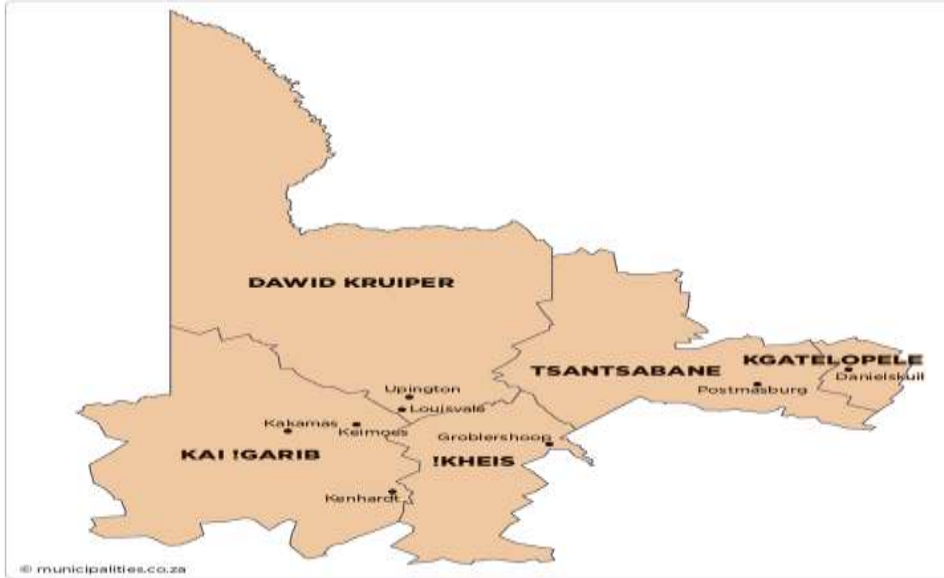 DAWID KRUIPER
KGATELOPELE
TSANTSABANE
Danielskuil
Upington
Postmasburg
Louisvale
Kakamas
Keimoes
Groblershoop
KAI !GARIB
!KHEIS
Kenhardt
© municipalities.co.za